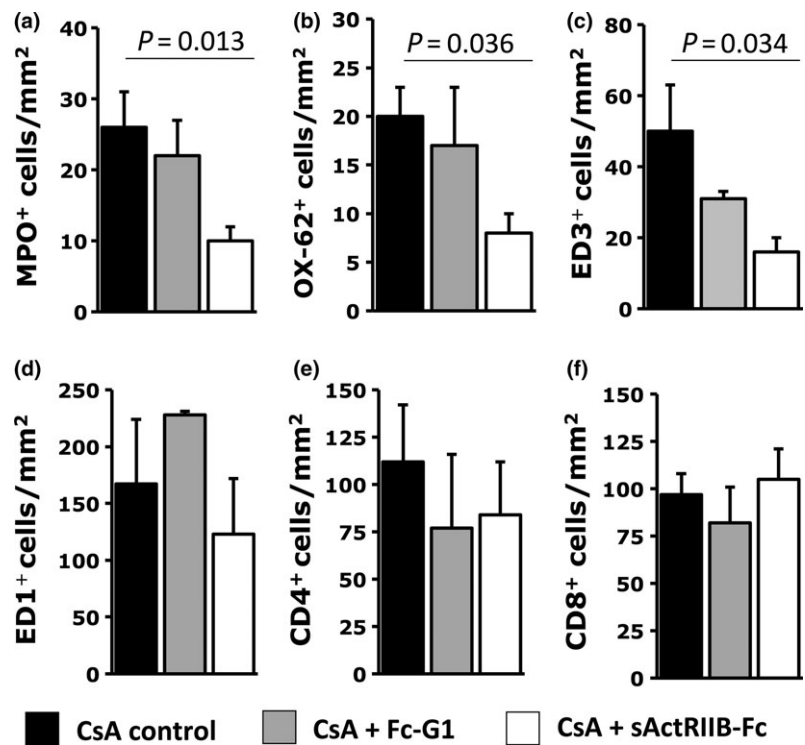 (a)
P = 0.013
MPO⁺ cells/mm²
40
30
20
10
0
(b)
P = 0.036
OX-62⁺ cells/mm²
30
25
20
15
10
5
0
(c)
P = 0.034
ED3⁺ cells/mm²
80
60
40
20
0
(d)
ED1⁺ cells/mm²
250
200
150
100
50
0
(e)
CD4⁺ cells/mm²
150
125
100
75
50
25
0
(f)
CD8⁺ cells/mm²
150
125
100
75
50
25
0
CsA control
CsA + Fc-G1
CsA + sActRIIB-Fc